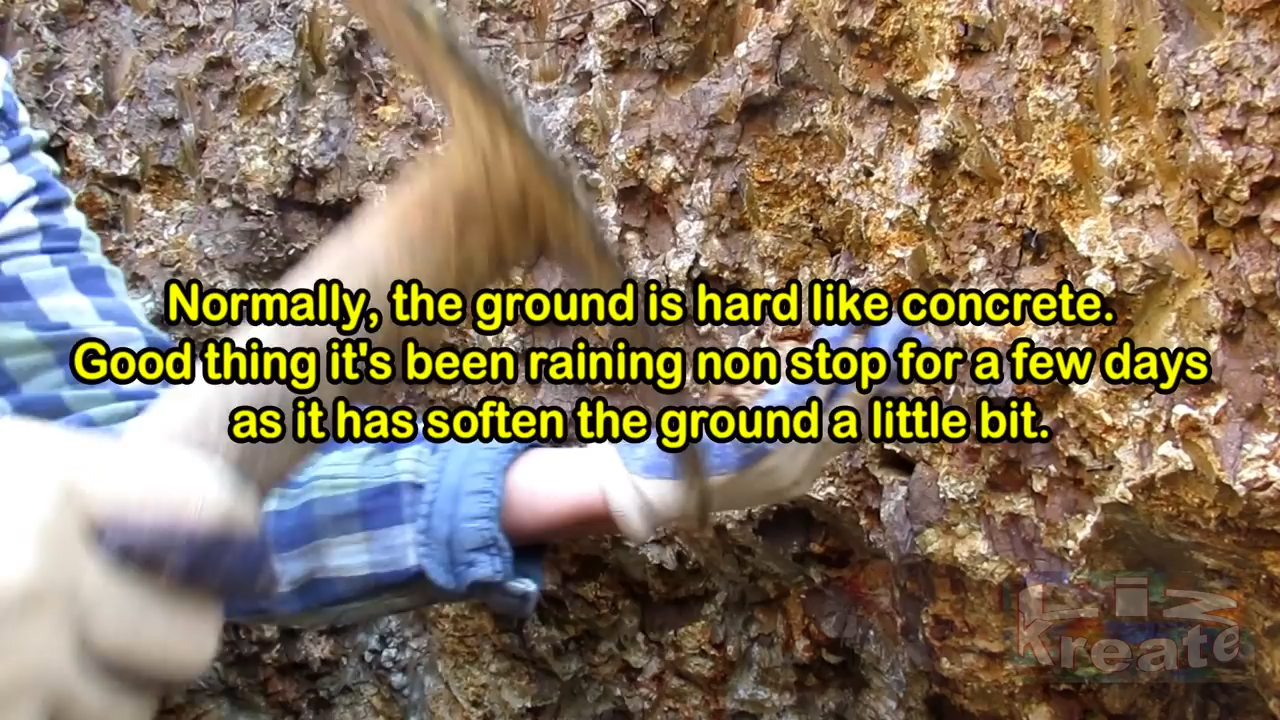 Normally, the ground is hard like concrete.
Good thing it's been raining non stop for a few days
as it has soften the ground a little bit.
Liz
Kreate